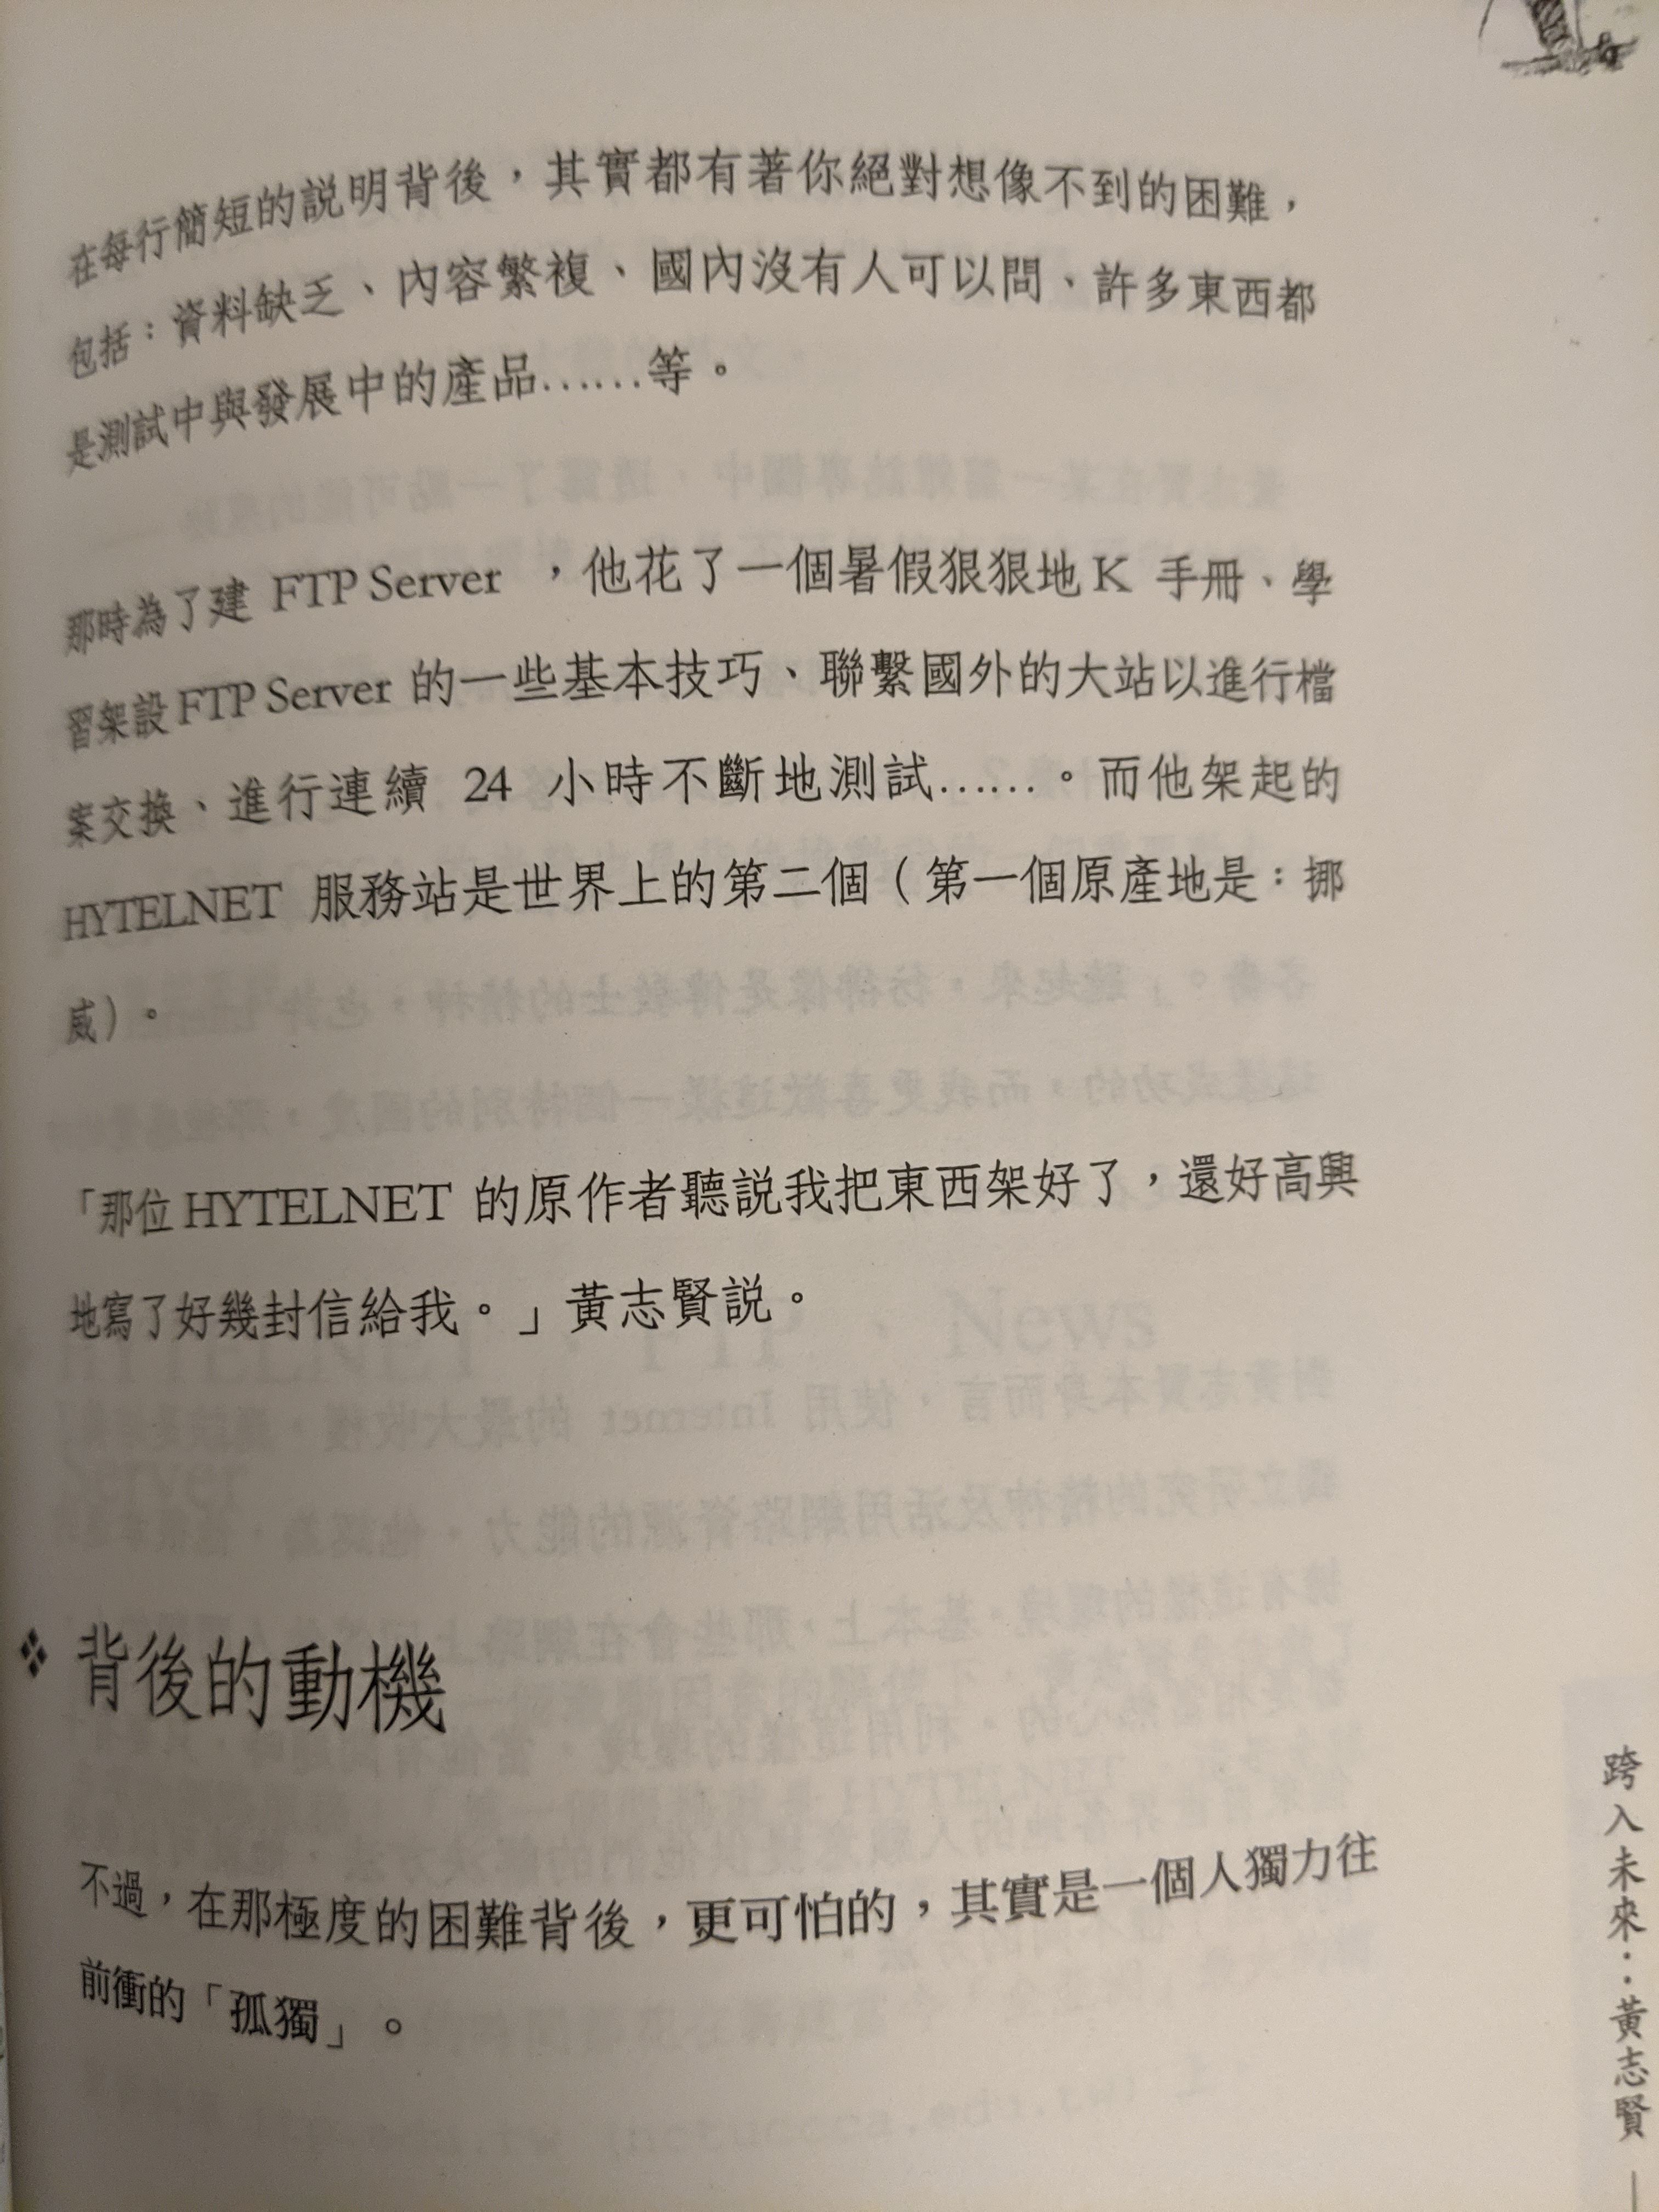 在每行簡短的說明背後，其實都有著你絕對想像不到的困難，
包括：資料缺乏、內容繁複、國內沒有人可以問、許多東西都
是測試中與發展中的產品……等。
那時為了建 FTP Server ，他花了一個暑假狠狠地K 手冊、學
習架設FTP Server 的一些基本技巧、聯繫國外的大站以進行檔
案交換、進行連續 24 小時不斷地測試……。而他架起的
HYTELNET 服務站是世界上的第二個（第一個原產地是：挪
威）。
「那位HYTELNET 的原作者聽說我把東西架好了，還好高興
地寫了好幾封信給我。」黃志賢說。
❖ 背後的動機
不過，在那極度的困難背後，更可怕的，其實是一個人獨力往
前衝的「孤獨」。
跨入未來：黃志賢